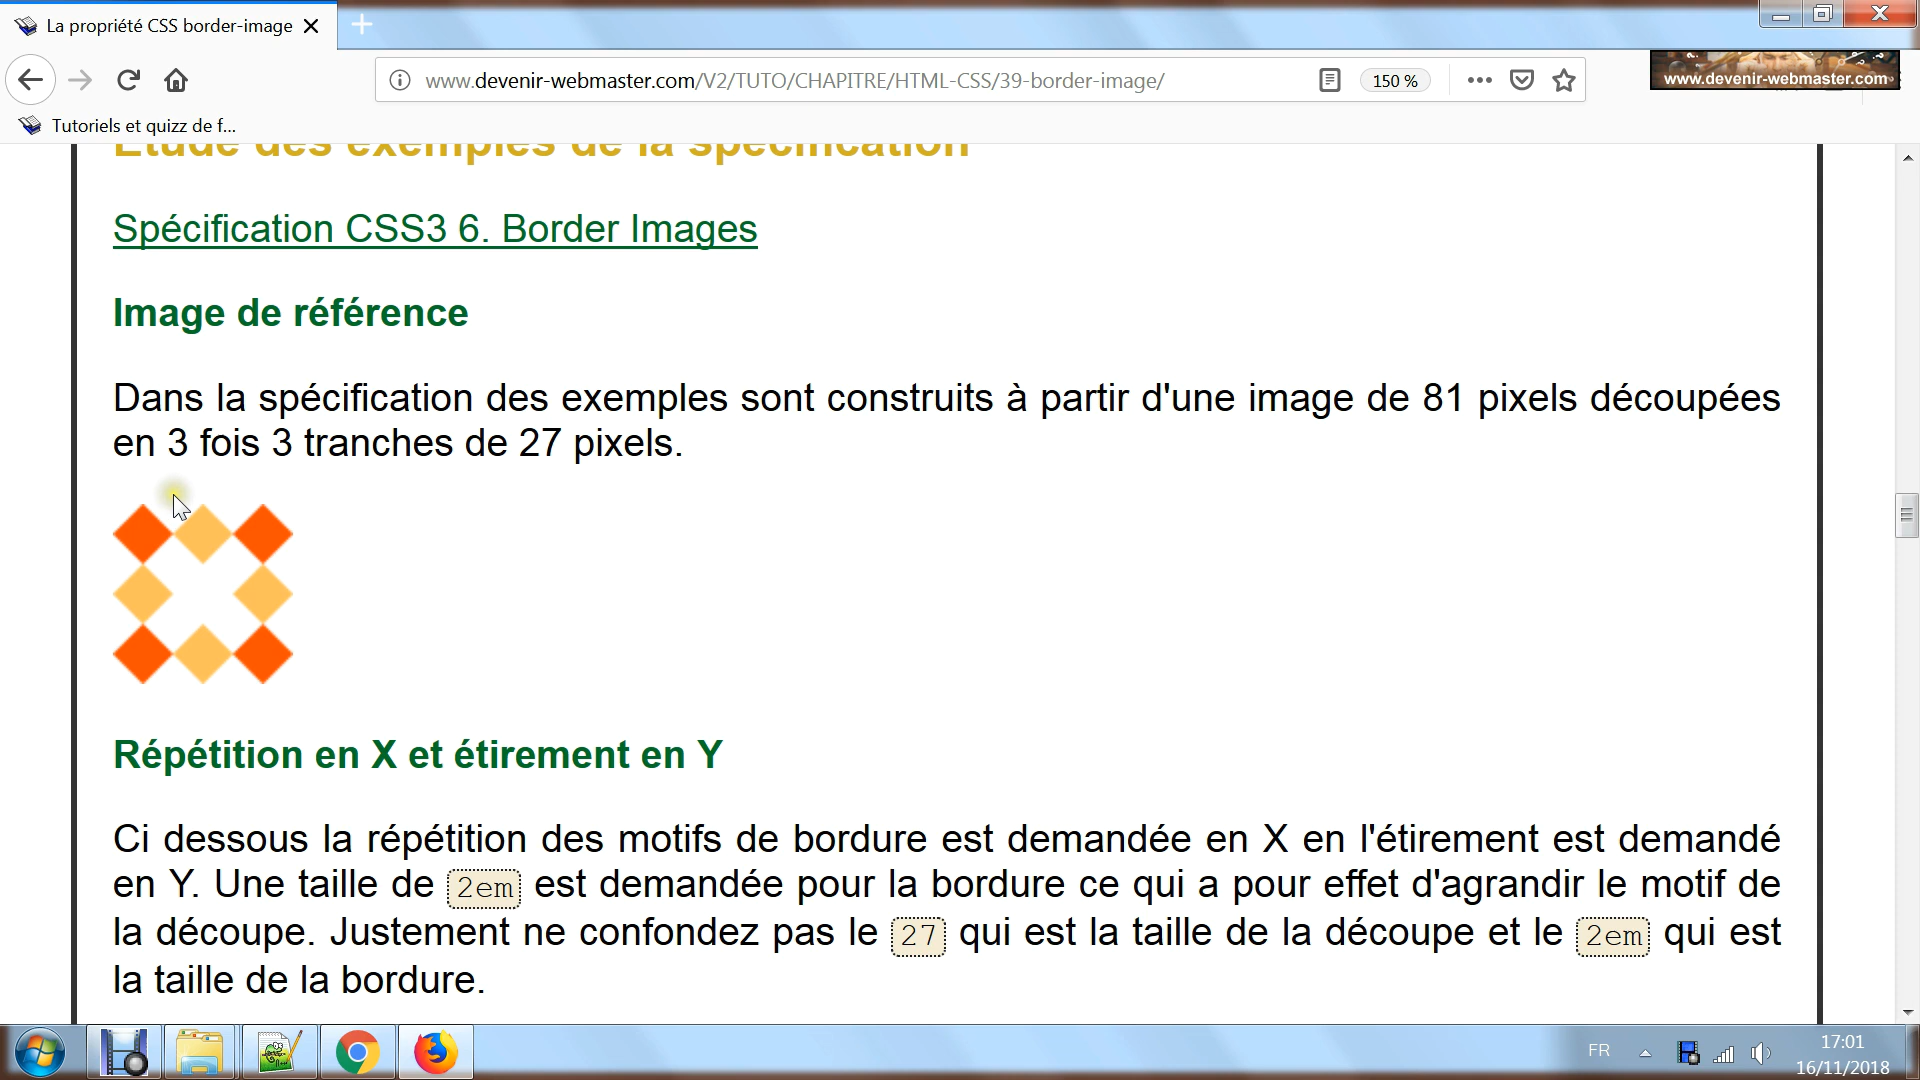 La propriété CSS border-image
www.devenir-webmaster.com/V2/TUTO/CHAPITRE/HTML-CSS/39-border-image/
150 %
www.devenir-webmaster.com
Tutoriels et quizz de f...
Etude des exemples de la spécification
Spécification CSS3 6. Border Images
Image de référence
Dans la spécification des exemples sont construits à partir d'une image de 81 pixels découpées
en 3 fois 3 tranches de 27 pixels.
Répétition en X et étirement en Y
Ci dessous la répétition des motifs de bordure est demandée en X en l'étirement est demandé
en Y. Une taille de 2em est demandée pour la bordure ce qui a pour effet d'agrandir le motif de
la découpe. Justement ne confondez pas le 27 qui est la taille de la découpe et le 2em qui est
la taille de la bordure.
FR
17:01
16/11/2018